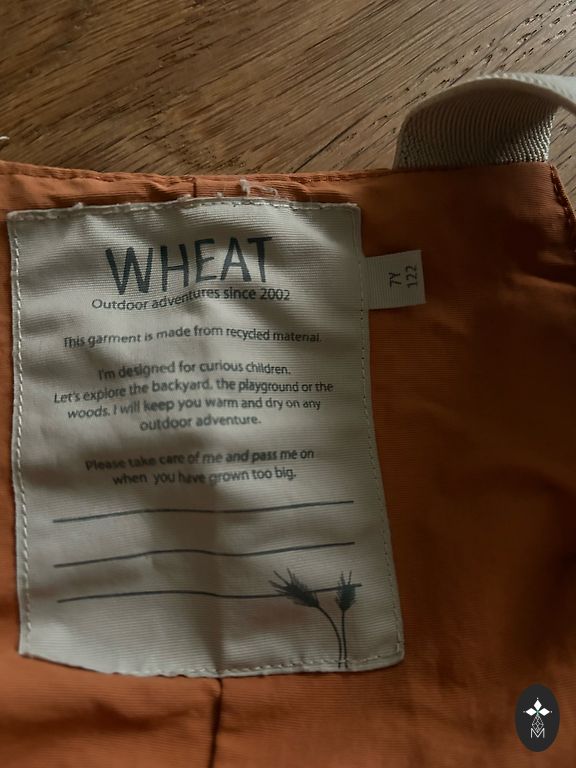 WHEAT
Outdoor adventures since 2002
This garment is made from recycled material.
I'm designed for curious children.
Let's explore the backyard, the playground or the
woods. I will keep you warm and dry on any
outdoor adventure.
Please take care of me and pass me on
when you have grown too big.
7Y
122
M